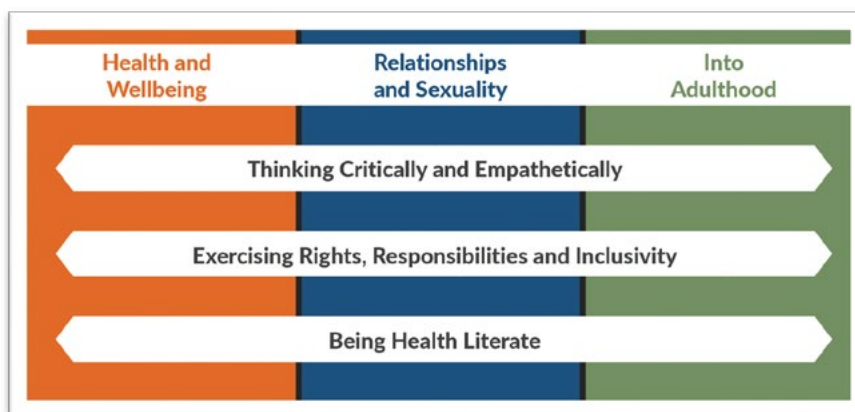 Health and
Wellbeing
Relationships
and Sexuality
Into
Adulthood
Thinking Critically and Empathetically
Exercising Rights, Responsibilities and Inclusivity
Being Health Literate